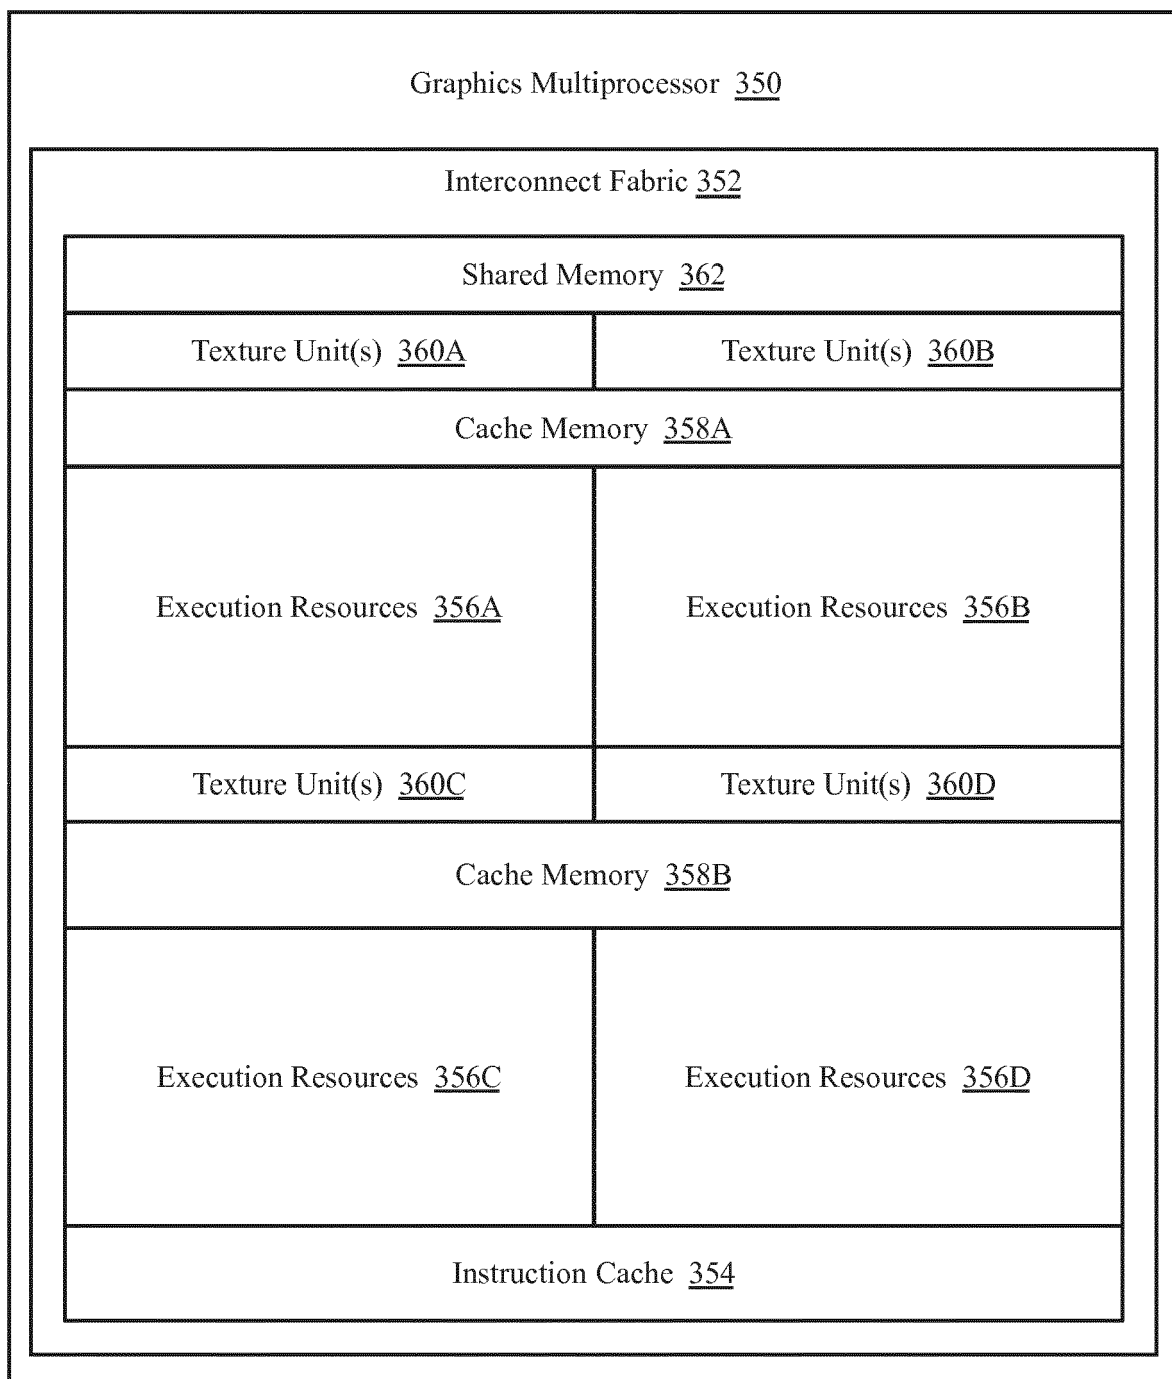 Graphics Multiprocessor 350
Interconnect Fabric 352
Shared Memory 362
Texture Unit(s) 360A
Texture Unit(s) 360B
Cache Memory 358A
Execution Resources 356A
Execution Resources 356B
Texture Unit(s) 360C
Texture Unit(s) 360D
Cache Memory 358B
Execution Resources 356C
Execution Resources 356D
Instruction Cache 354